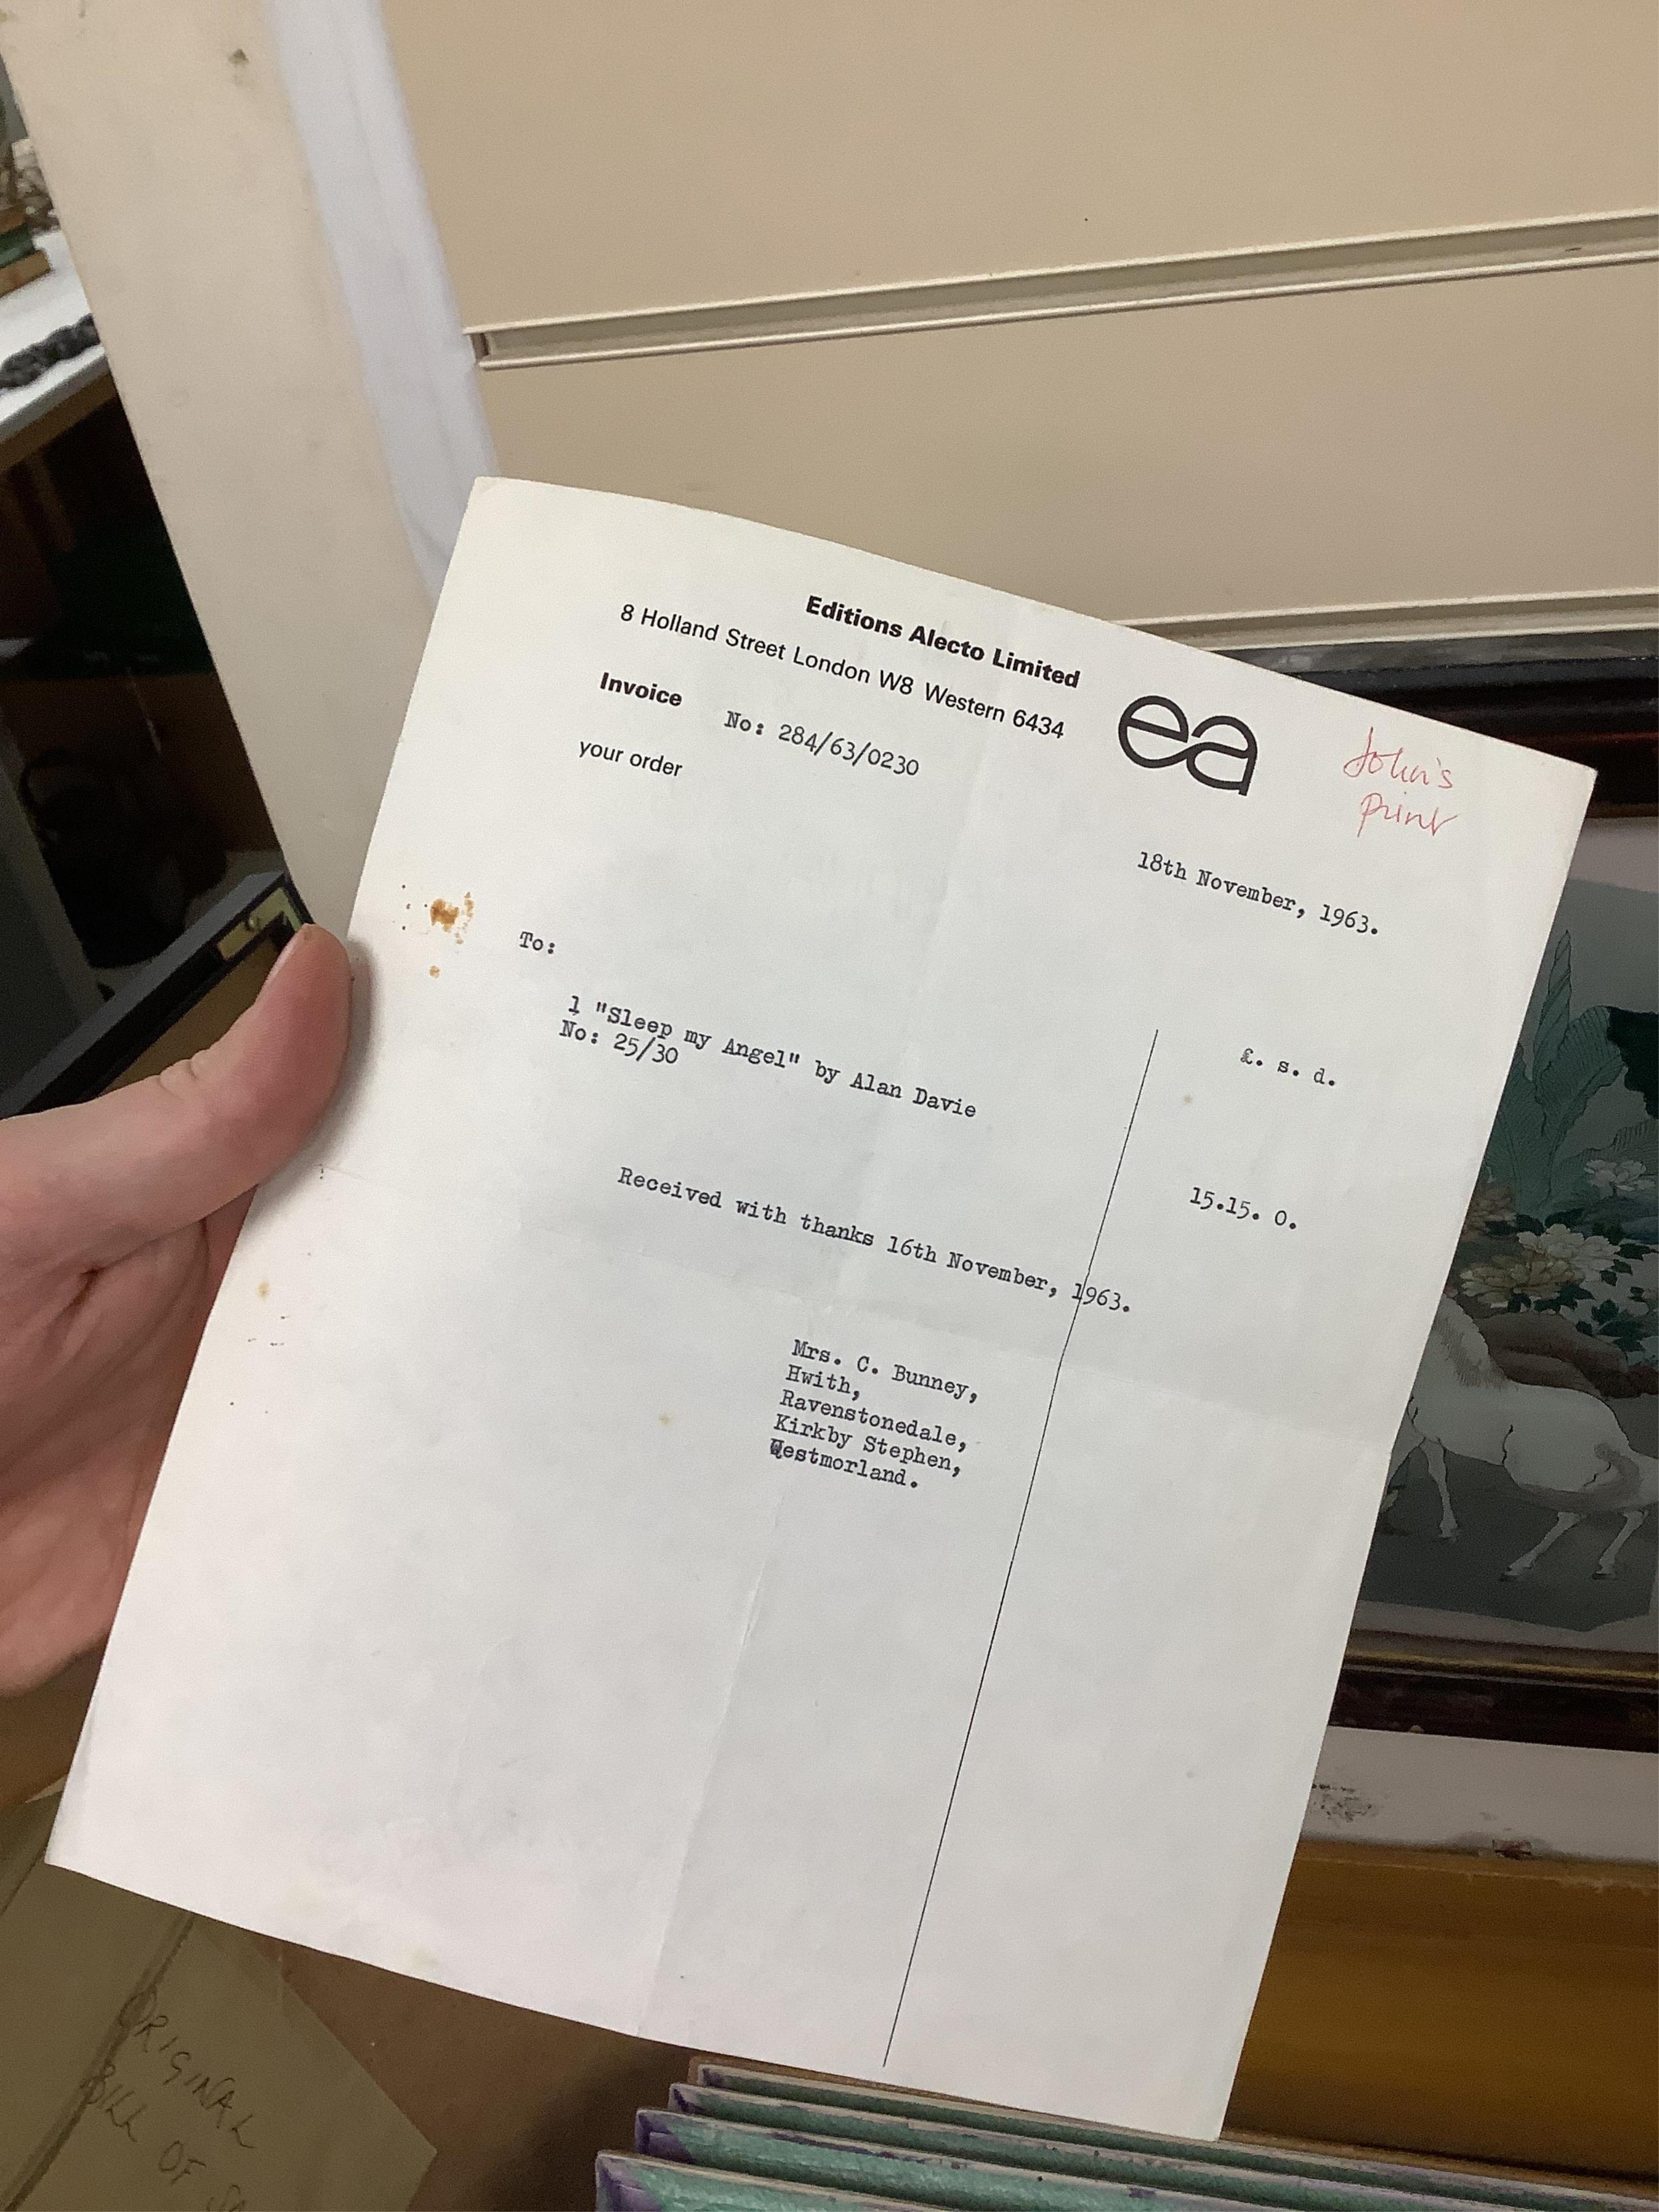 Editions Alecto Limited
8 Holland Street London W8 Western 6434
ea
John's
print
Invoice No: 284/63/0230
your order
18th November, 1963.
To:
£. s. d.
1 "Sleep my Angel" by Alan Davie
No: 25/30
15.15. 0.
Received with thanks 16th November, 1963.
Mrs. C. Bunney,
Hwith,
Ravenstonedale,
Kirkby Stephen,
Westmorland.
ORIGINAL
BILL OF